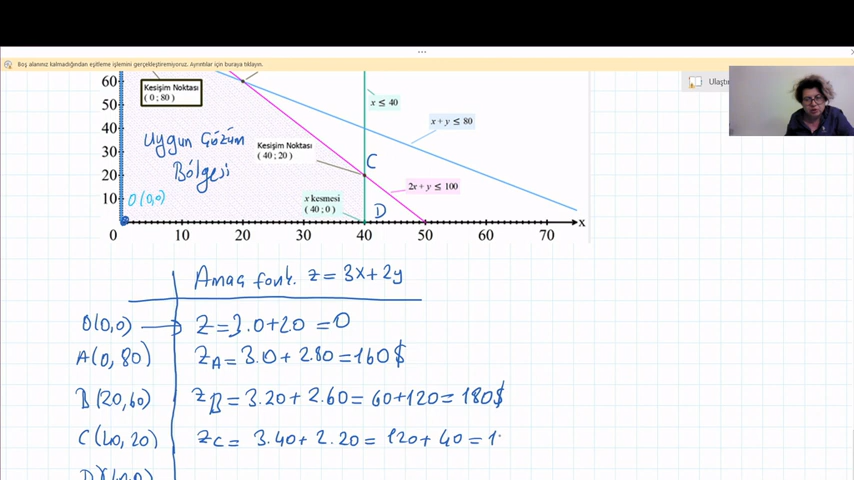 ...
Boş alanınız kalmadığından eşitleme işlemini gerçekleştiremiyoruz. Ayrıntılar için buraya tıklayın.
60
Kesişim Noktası
( 0 ; 80 )
Ulaştır
50
x ≤ 40
40
x + y ≤ 80
Uygun Çözüm
Bölgesi
30
Kesişim Noktası
( 40 ; 20 )
C
20
2x + y ≤ 100
10
O(0,0)
x kesmesi
( 40 ; 0 )
D
x
0 10 20 30 40 50 60 70
Amaç fonk. z = 3x+2y
O(0,0) → Z = 3.0+2.0 = 0
A(0, 80) ZA = 3.0 + 2.80 = 160 $
B(20,60) ZB = 3.20 + 2.60 = 60+120 = 180$
C(40, 20) ZC = 3.40 + 2.20 = 120 + 40 = 1